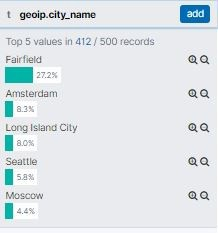 t geoip.city_name add
Top 5 values in 412 / 500 records
Fairfield
27.2%
Amsterdam
8.3%
Long Island City
8.0%
Seattle
5.8%
Moscow
4.4%